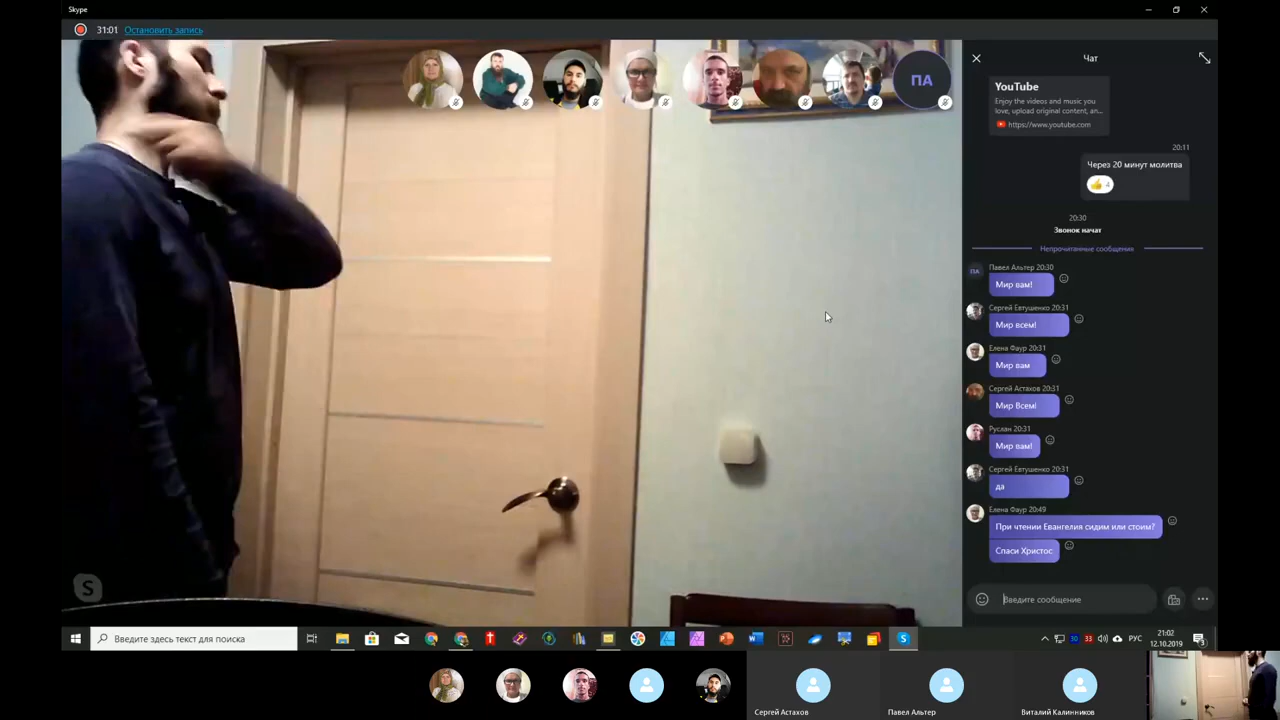 Skype
31:01 Остановить запись
ПА
Чат
YouTube
Enjoy the videos and music you
love, upload original content, an...
https://www.youtube.com
20:11
Через 20 минут молитва
4
20:30
Звонок начат
Непрочитанные сообщения
ПА
Павел Альтер 20:30
Мир вам!
Сергей Евтушенко 20:31
Мир всем!
Елена Фаур 20:31
Мир вам
Сергей Астахов 20:31
Мир Всем!
Руслан 20:31
Мир вам!
Сергей Евтушенко 20:31
да
Елена Фаур 20:49
При чтении Евангелия сидим или стоим?
Спаси Христос
Введите сообщение
Введите здесь текст для поиска
30
33
РУС
21:02
12.10.2019
Сергей Астахов
Павел Альтер
Виталий Калинников